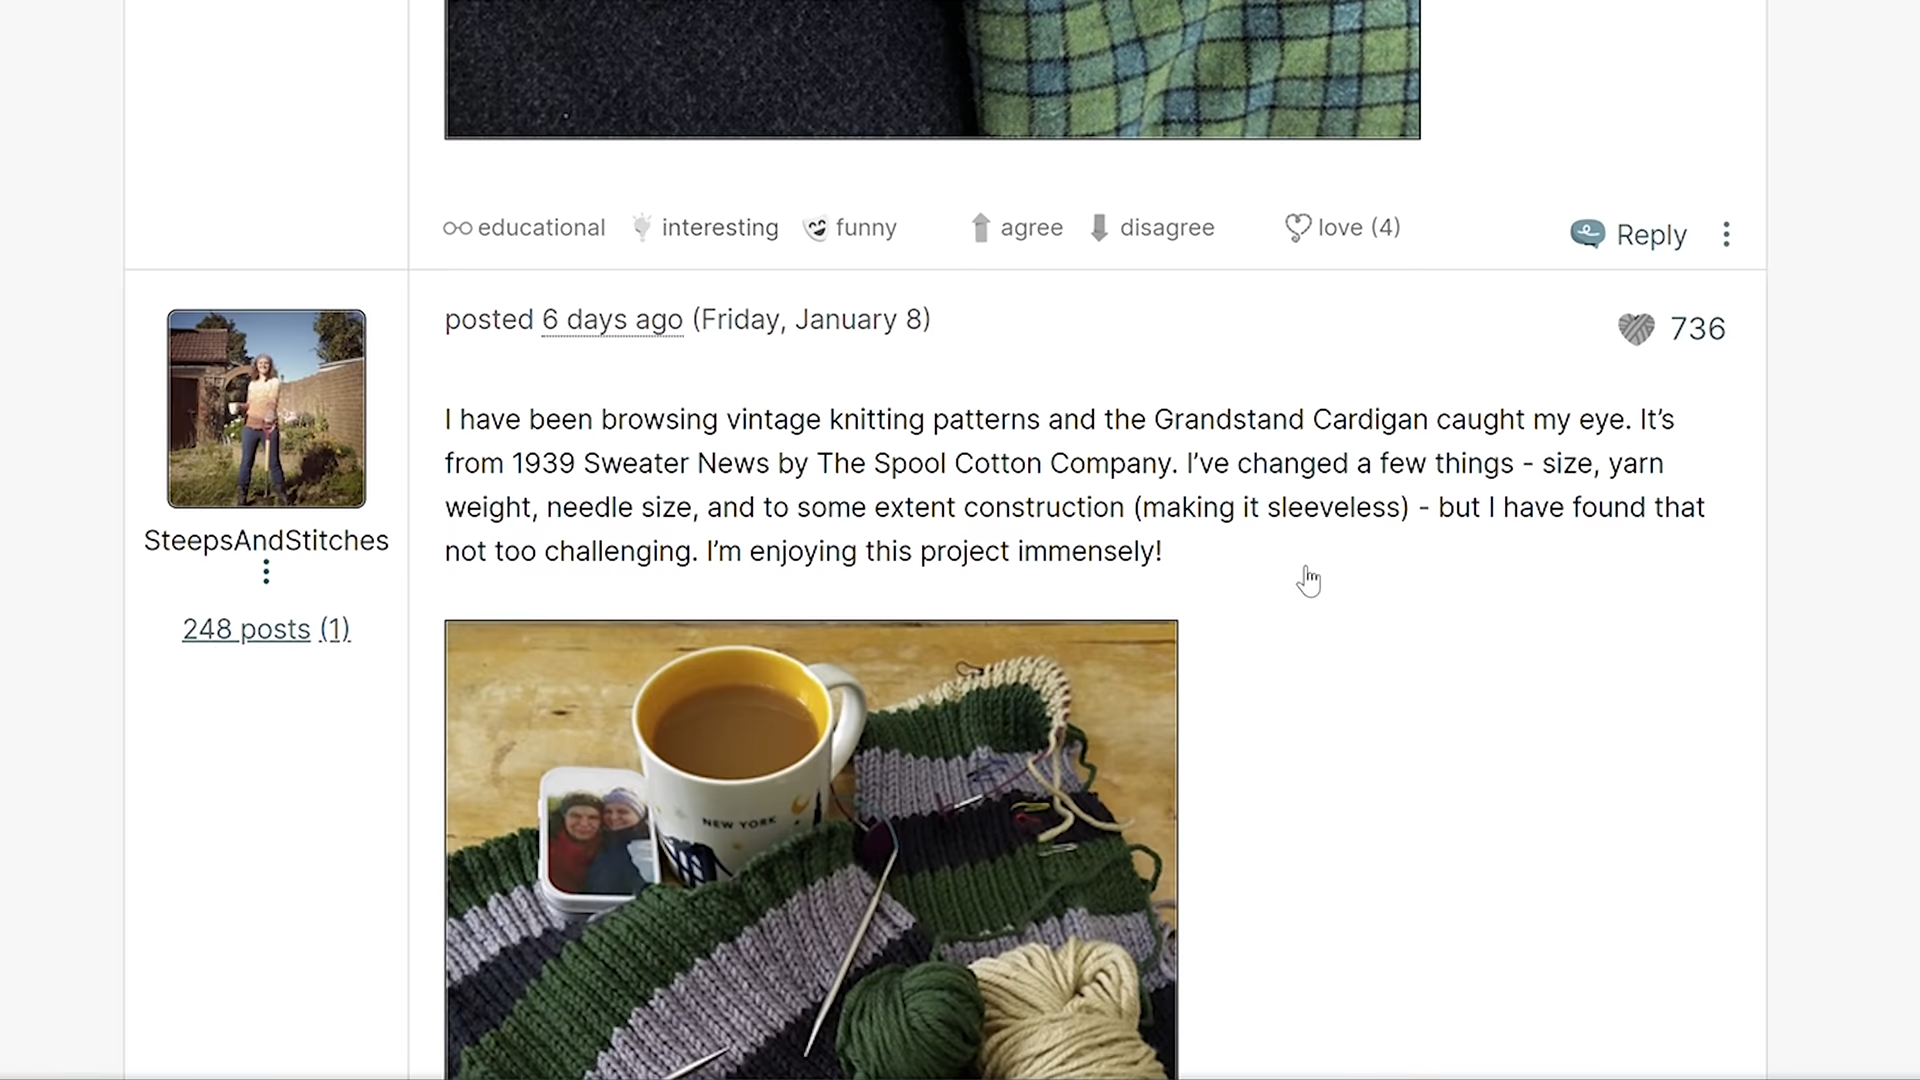 educational interesting funny agree disagree love (4) Reply
posted 6 days ago (Friday, January 8)
736
I have been browsing vintage knitting patterns and the Grandstand Cardigan caught my eye. It’s
from 1939 Sweater News by The Spool Cotton Company. I’ve changed a few things - size, yarn
weight, needle size, and to some extent construction (making it sleeveless) - but I have found that
not too challenging. I’m enjoying this project immensely!
SteepsAndStitches
248 posts (1)
NEW YORK